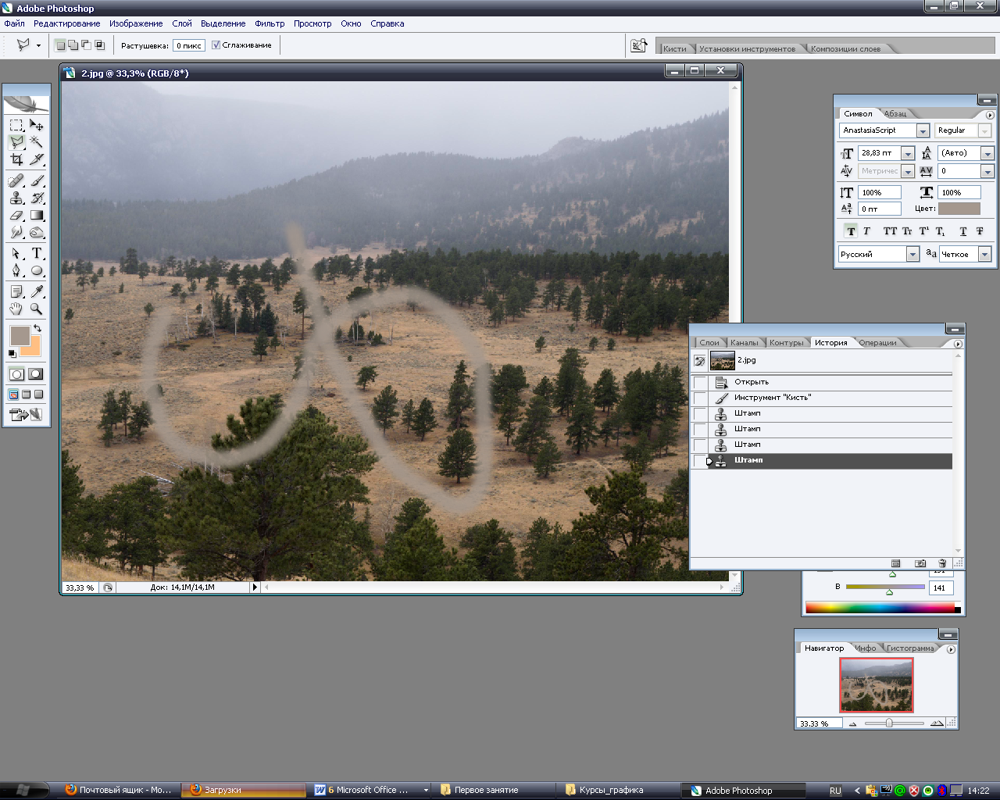 Adobe Photoshop
Файл Редактирование Изображение Слой Выделение Фильтр Просмотр Окно Справка
Растушевка: 0 пикс Сглаживание
Кисти Установки инструментов Композиции слоев
2.jpg @ 33,3% (RGB/8*)
Символ Абзац
AnastasiaScript Regular
28,83 пт (Авто)
Метричес 0
100% 100%
0 пт Цвет:
T T TT Tт T¹ T₁ T Ŧ
Русский aa Четкое
Слои Каналы Контуры История Операции
2.jpg
Открыть
Инструмент "Кисть"
Штамп
Штамп
Штамп
Штамп
33,33 % Док: 14,1M/14,1M
B 141
Навигатор Инфо Гистограмма
33.33 %
Почтовый ящик - Mo... Загрузки 6 Microsoft Office ... Первое занятие Курсы_графика Adobe Photoshop RU 14:22